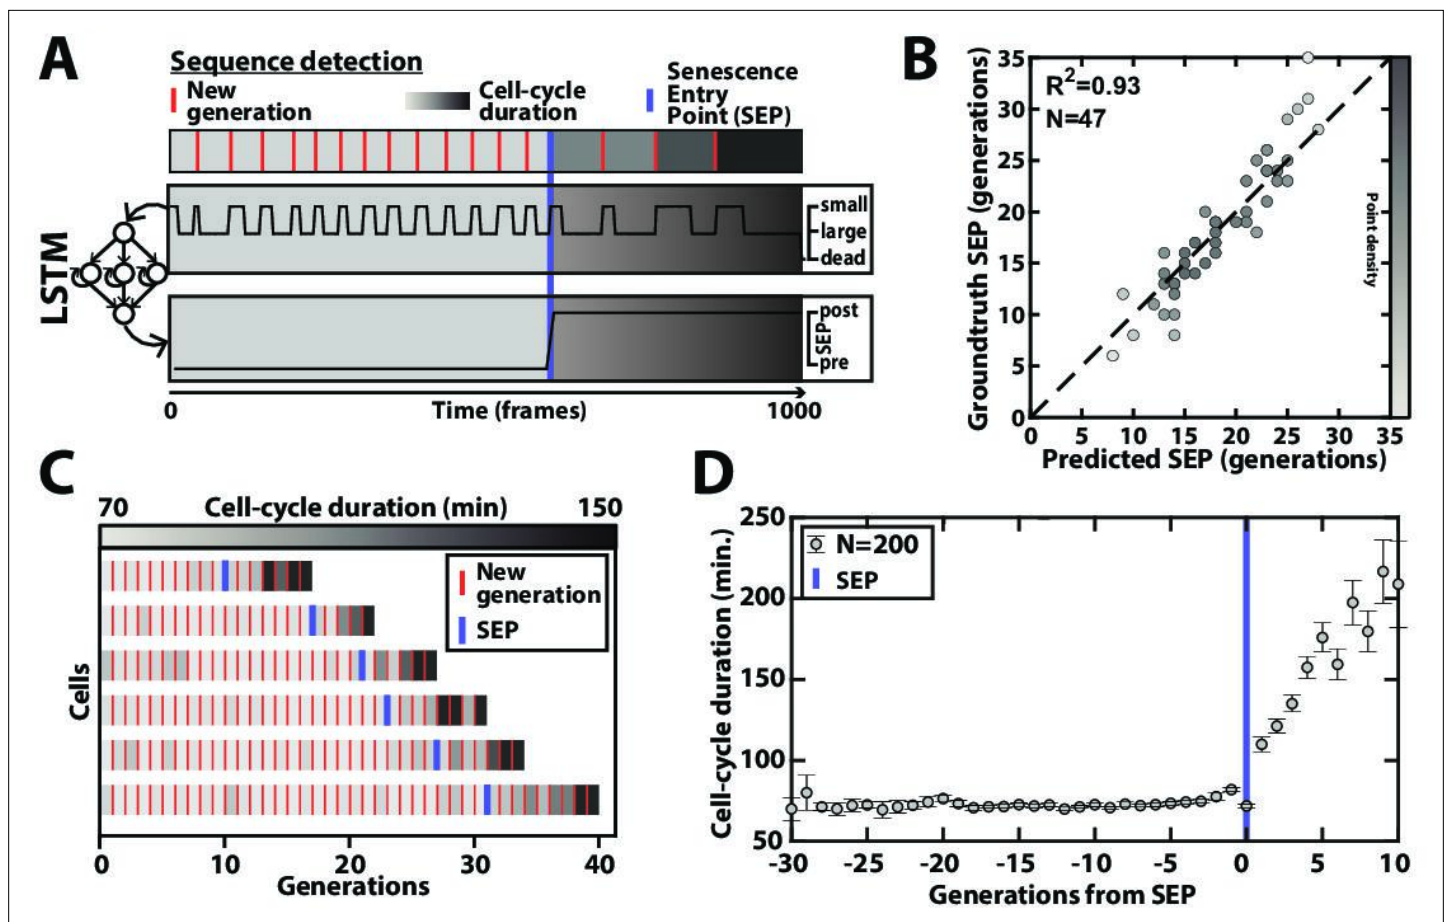 A
Sequence detection
New
generation
Cell-cycle
duration
Senescence
Entry
Point (SEP)
LSTM
small
large
dead
post
SEP
pre
0
Time (frames)
1000
B
R²=0.93
N=47
Groundtruth SEP (generations)
35
30
25
20
15
10
5
0
0 5 10 15 20 25 30 35
Predicted SEP (generations)
Point density
C
70 Cell-cycle duration (min) 150
New
generation
SEP
Cells
0 10 20 30 40
Generations
D
N=200
SEP
Cell-cycle duration (min.)
250
200
150
100
50
-30 -25 -20 -15 -10 -5 0 5 10
Generations from SEP